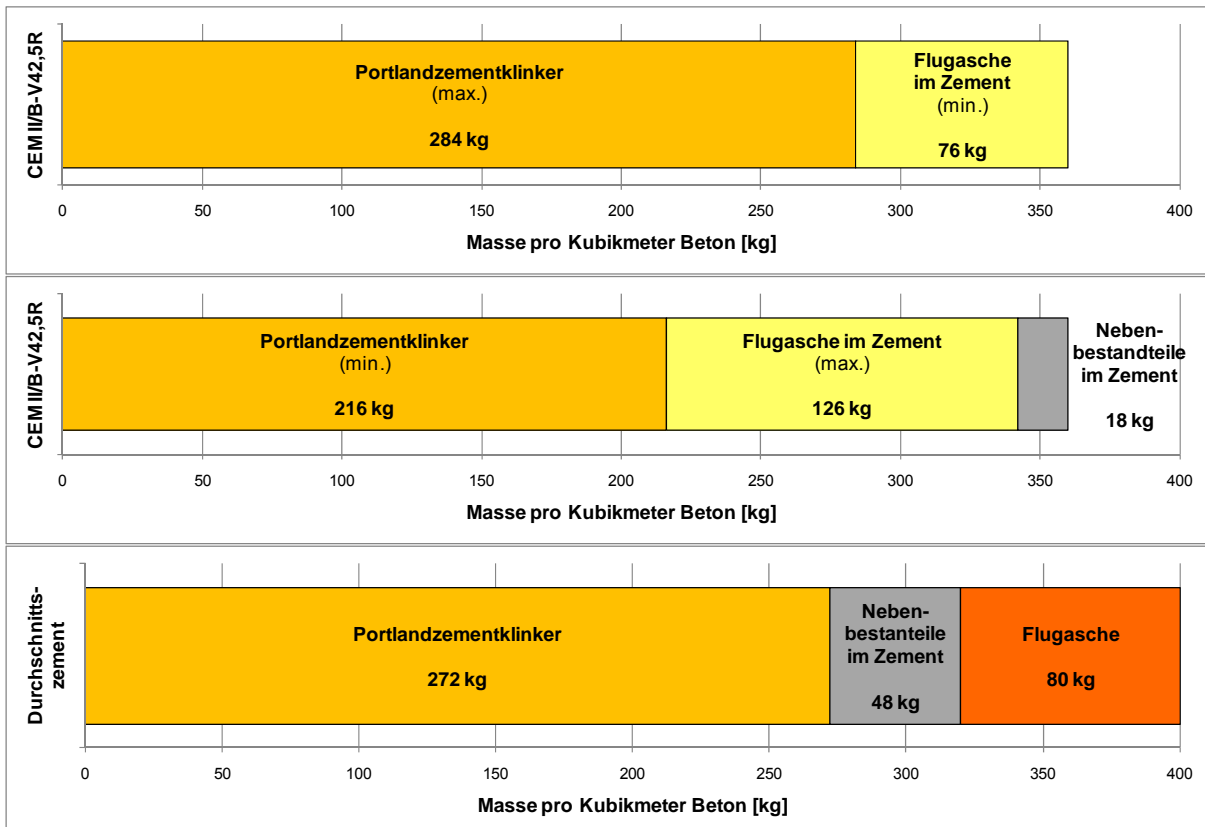 CEM II/B-V42,5R
Portlandzementklinker
(max.)
284 kg
Flugasche
im Zement
(min.)
76 kg
0 50 100 150 200 250 300 350 400
Masse pro Kubikmeter Beton [kg]
CEM II/B-V42,5R
Portlandzementklinker
(min.)
216 kg
Flugasche im Zement
(max.)
126 kg
Neben-
bestandteile
im Zement
18 kg
0 50 100 150 200 250 300 350 400
Masse pro Kubikmeter Beton [kg]
Durchschnitts-
zement
Portlandzementklinker
272 kg
Neben-
bestanteile
im Zement
48 kg
Flugasche
80 kg
0 50 100 150 200 250 300 350 400
Masse pro Kubikmeter Beton [kg]